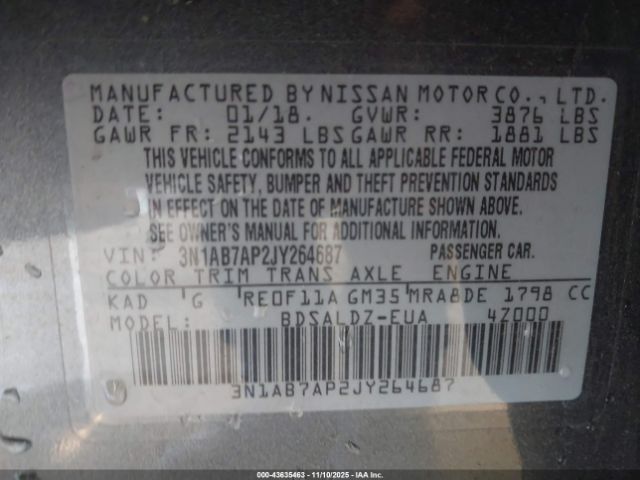 MANUFACTURED BY NISSAN MOTOR CO., LTD.
DATE: 01/18. GVWR: 3876 LBS
GAWR FR: 2143 LBS GAWR RR: 1881 LBS
THIS VEHICLE CONFORMS TO ALL APPLICABLE FEDERAL MOTOR
VEHICLE SAFETY, BUMPER AND THEFT PREVENTION STANDARDS
IN EFFECT ON THE DATE OF MANUFACTURE SHOWN ABOVE.
SEE OWNER'S MANUAL FOR ADDITIONAL INFORMATION.
VIN: 3N1AB7AP2JY264687 PASSENGER CAR.
COLOR TRIM TRANS AXLE ENGINE
KAD G RE0F11A GM35 MRA8DE 1798 CC
MODEL: BDSALDZ-EUA 4Z000
3N1AB7AP2JY264687
000-43635463 - 11/10/2025 - IAAI.COM